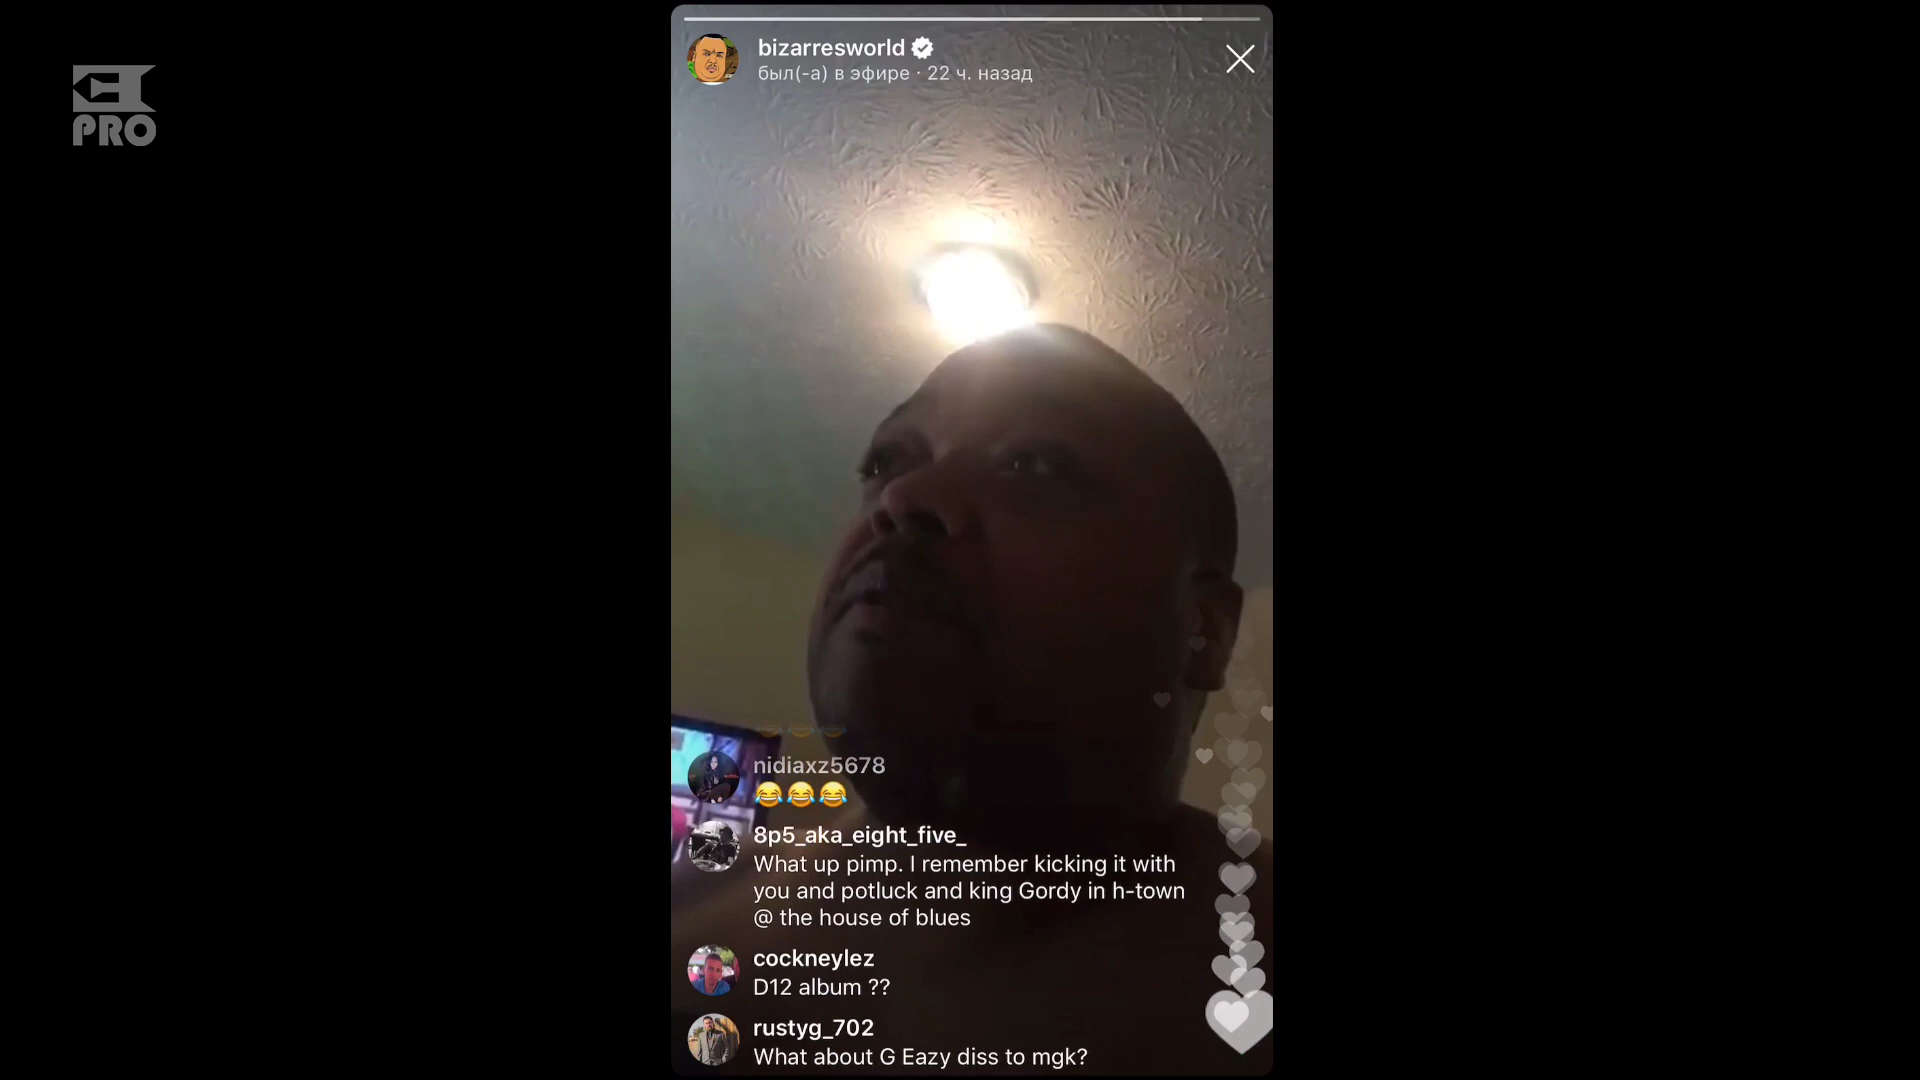 PRO
bizarresworld
был(-а) в эфире · 22 ч. назад
nidiaxz5678
😂😂😂
8p5_aka_eight_five_
What up pimp. I remember kicking it with
you and potluck and king Gordy in h-town
@ the house of blues
cockneylez
D12 album ??
rustyg_702
What about G Eazy diss to mgk?